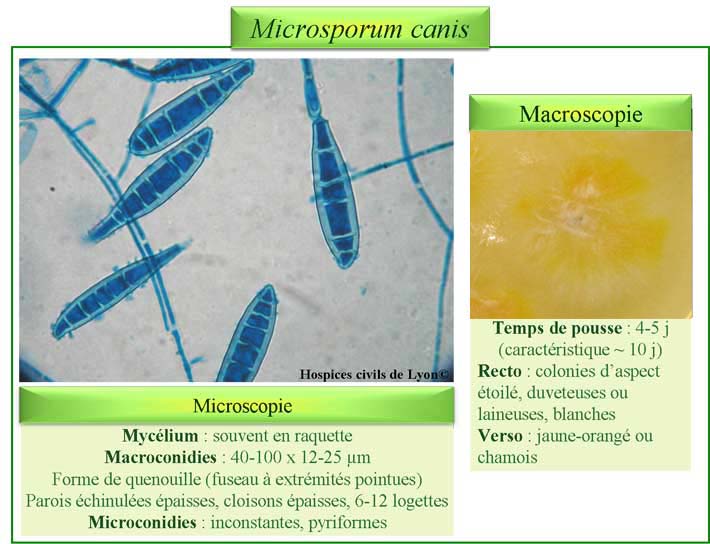 Microsporum canis
Hospices civils de Lyon©
Microscopie
Mycélium : souvent en raquette
Macroconidies : 40-100 x 12-25 µm
Forme de quenouille (fuseau à extrémités pointues)
Parois échinulées épaisses, cloisons épaisses, 6-12 logettes
Microconidies : inconstantes, pyriformes
Macroscopie
Temps de pousse : 4-5 j
(caractéristique ~ 10 j)
Recto : colonies d’aspect
étoilé, duveteuses ou
laineuses, blanches
Verso : jaune-orangé ou
chamois